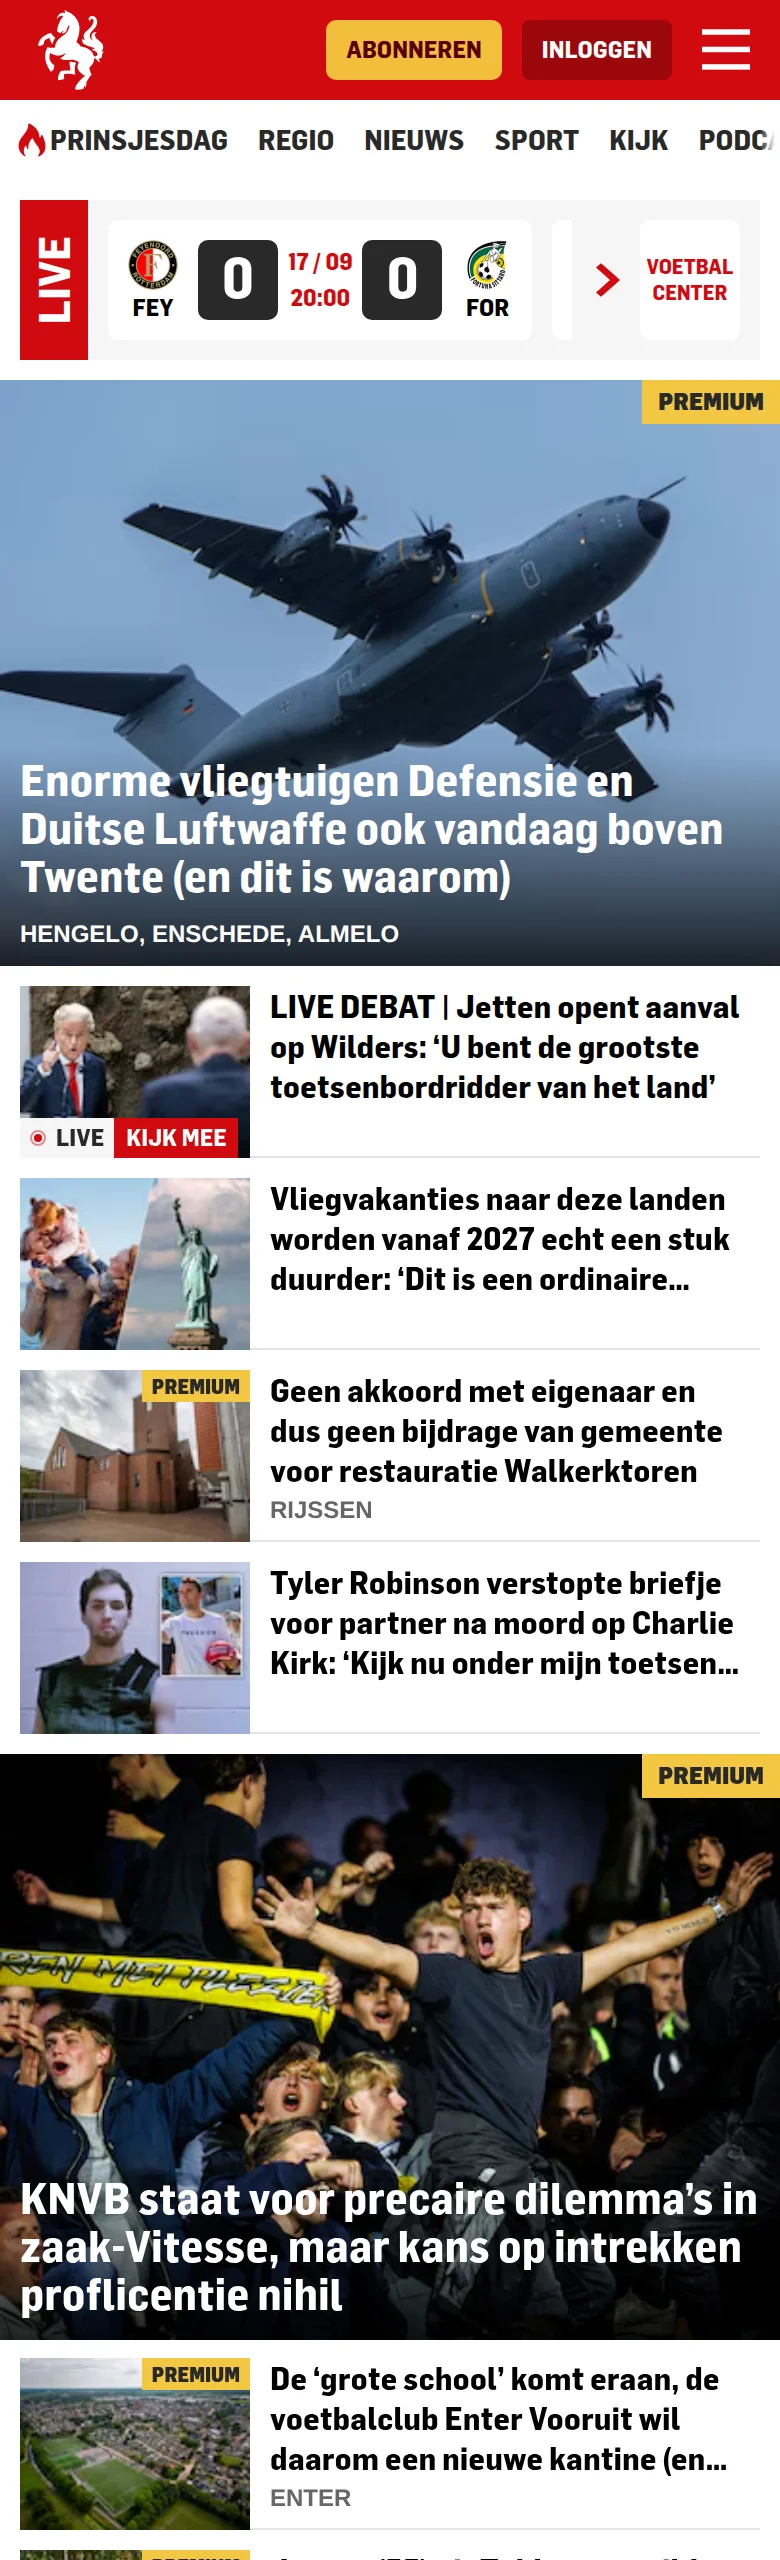 ABONNEREN
INLOGGEN
PRINSJESDAG REGIO NIEUWS SPORT KIJK
LIVE
FEY
0
17 / 09
20:00
0
FOR
VOETBAL
CENTER
PREMIUM
Enorme vliegtuigen Defensie en
Duitse Luftwaffe ook vandaag boven
Twente (en dit is waarom)
HENGELO, ENSCHEDE, ALMELO
LIVE DEBAT | Jetten opent aanval
op Wilders: ‘U bent de grootste
toetsenbordridder van het land’
LIVE KIJK MEE
Vliegvakanties naar deze landen
worden vanaf 2027 echt een stuk
duurder: ‘Dit is een ordinaire...
PREMIUM
Geen akkoord met eigenaar en
dus geen bijdrage van gemeente
voor restauratie Walkerktoren
RIJSSEN
Tyler Robinson verstopte briefje
voor partner na moord op Charlie
Kirk: ‘Kijk nu onder mijn toetsen...
PREMIUM
MET PLEZIER
KNVB staat voor precaire dilemma’s in
zaak-Vitesse, maar kans op intrekken
proflicentie nihil
PREMIUM
De ‘grote school’ komt eraan, de
voetbalclub Enter Vooruit wil
daarom een nieuwe kantine (en...
ENTER